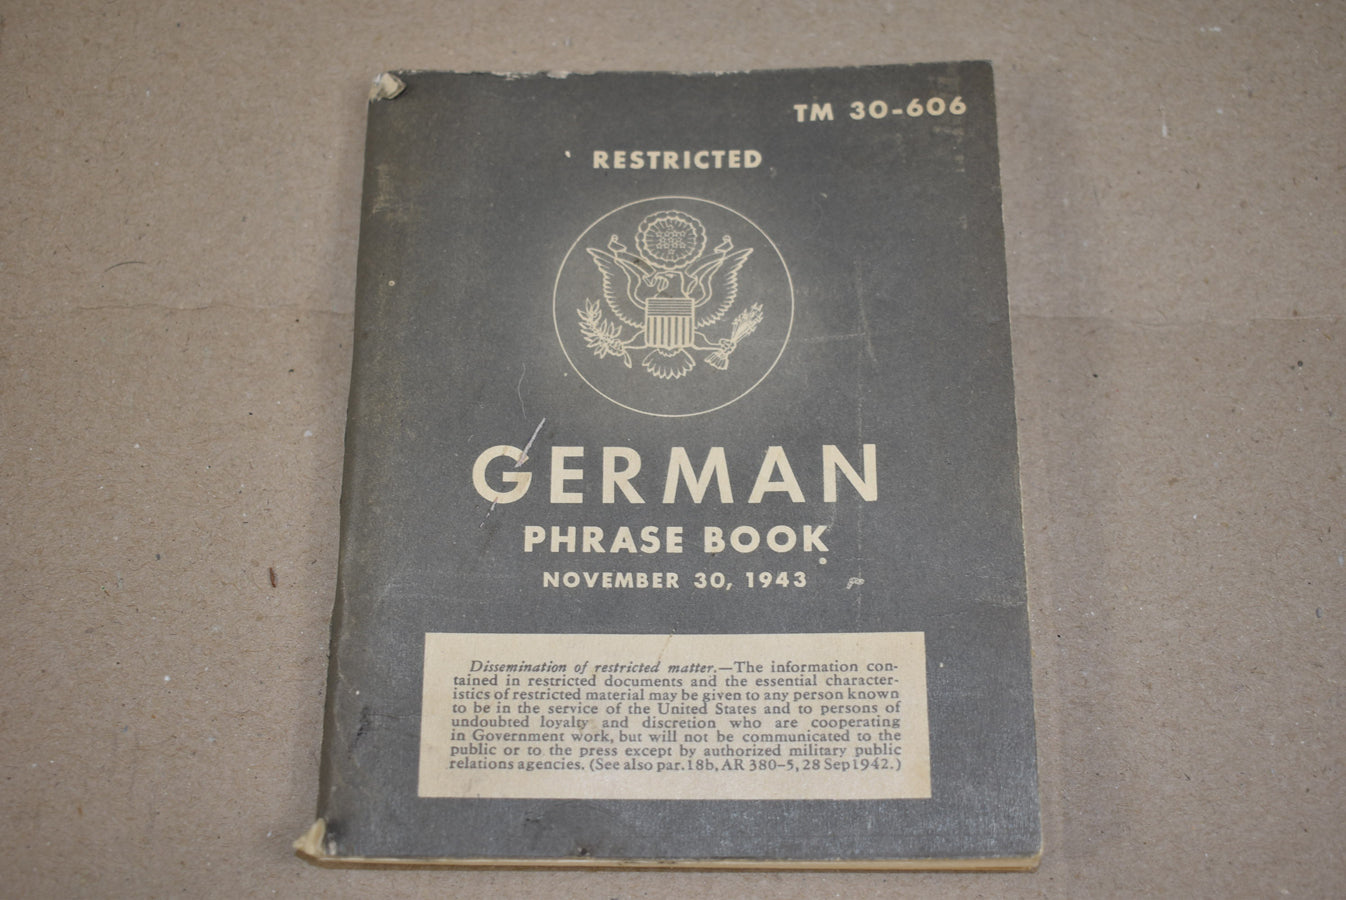 TM 30-606
RESTRICTED
GERMAN
PHRASE BOOK
NOVEMBER 30, 1943
Dissemination of restricted matter.—The information con-
tained in restricted documents and the essential character-
istics of restricted material may be given to any person known
to be in the service of the United States and to persons of
undoubted loyalty and discretion who are cooperating
in Government work, but will not be communicated to the
public or to the press except by authorized military public
relations agencies. (See also par. 18b, AR 380-5, 28 Sep 1942.)